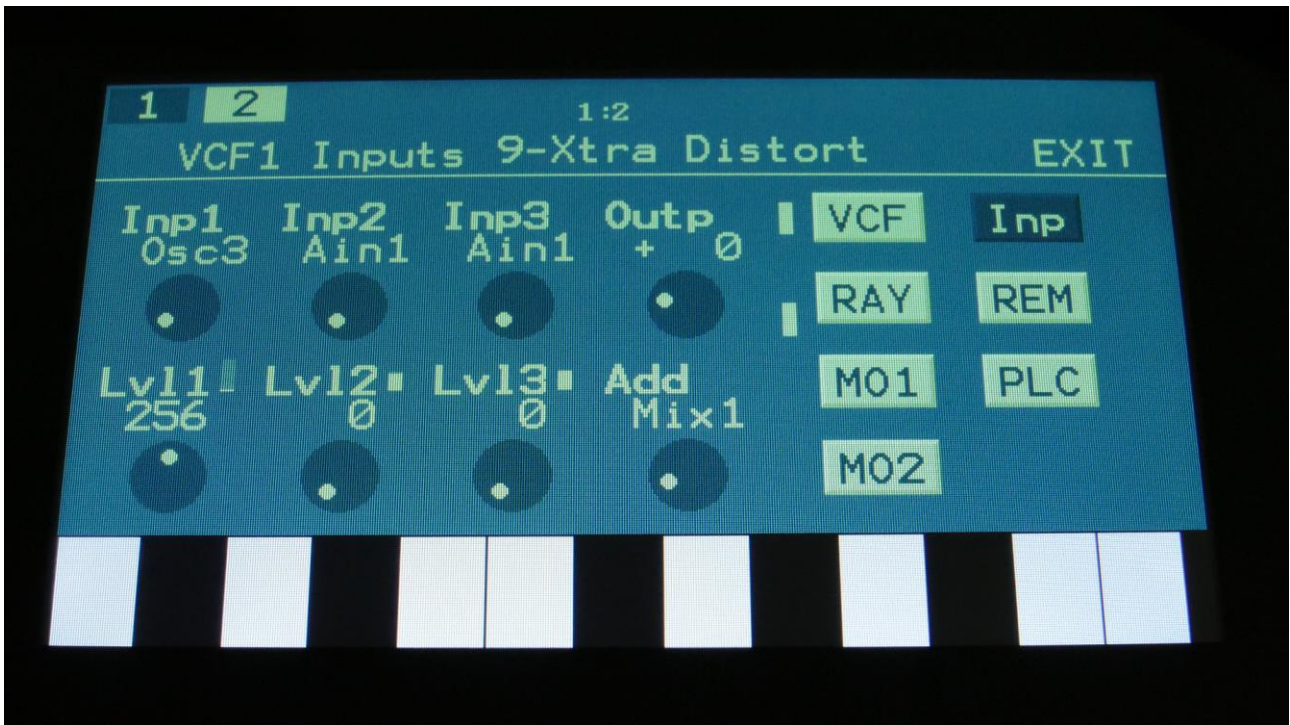 1 2 1:2
VCF1 Inputs 9-Xtra Distort EXIT
Inp1 Inp2 Inp3 Outp VCF Inp
Osc3 Ain1 Ain1 + 0
RAY REM
Lvl1 Lvl2 Lvl3 Add MO1 PLC
256 0 0 Mix1
MO2